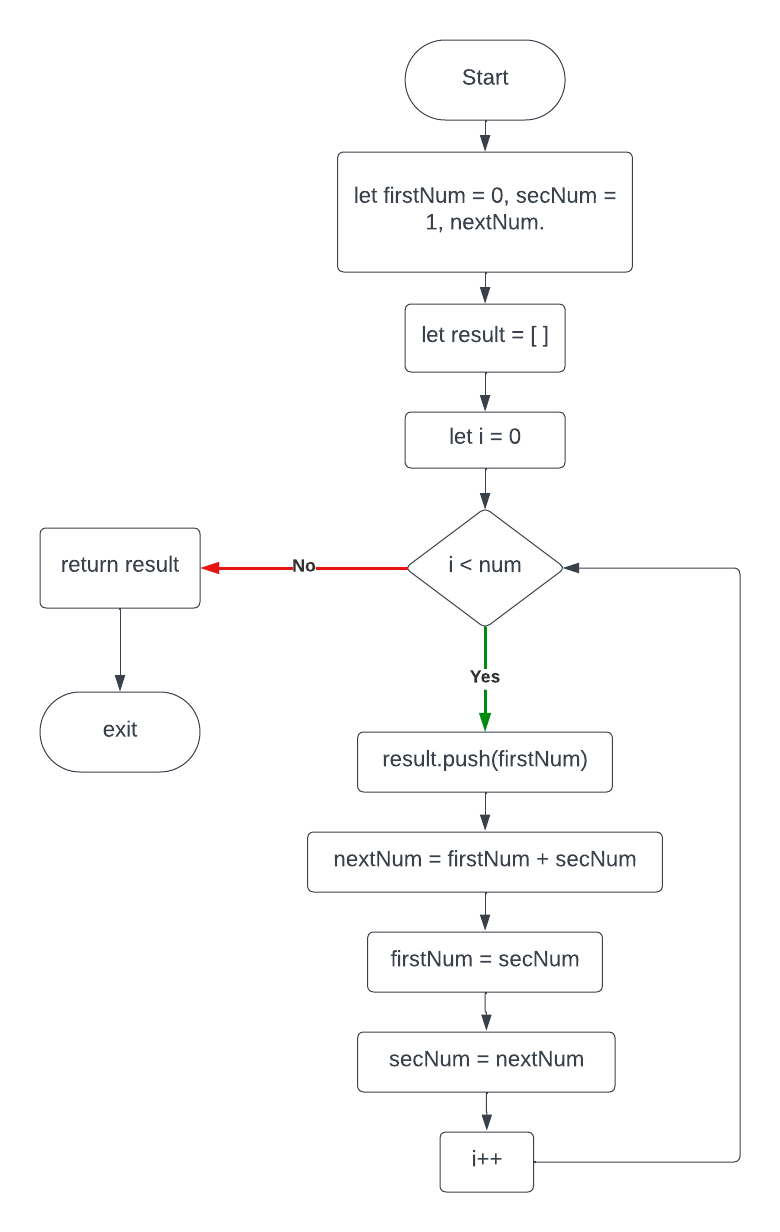 Start
let firstNum = 0, secNum =
1, nextNum.
let result = [ ]
let i = 0
i < num
No
return result
exit
Yes
result.push(firstNum)
nextNum = firstNum + secNum
firstNum = secNum
secNum = nextNum
i++